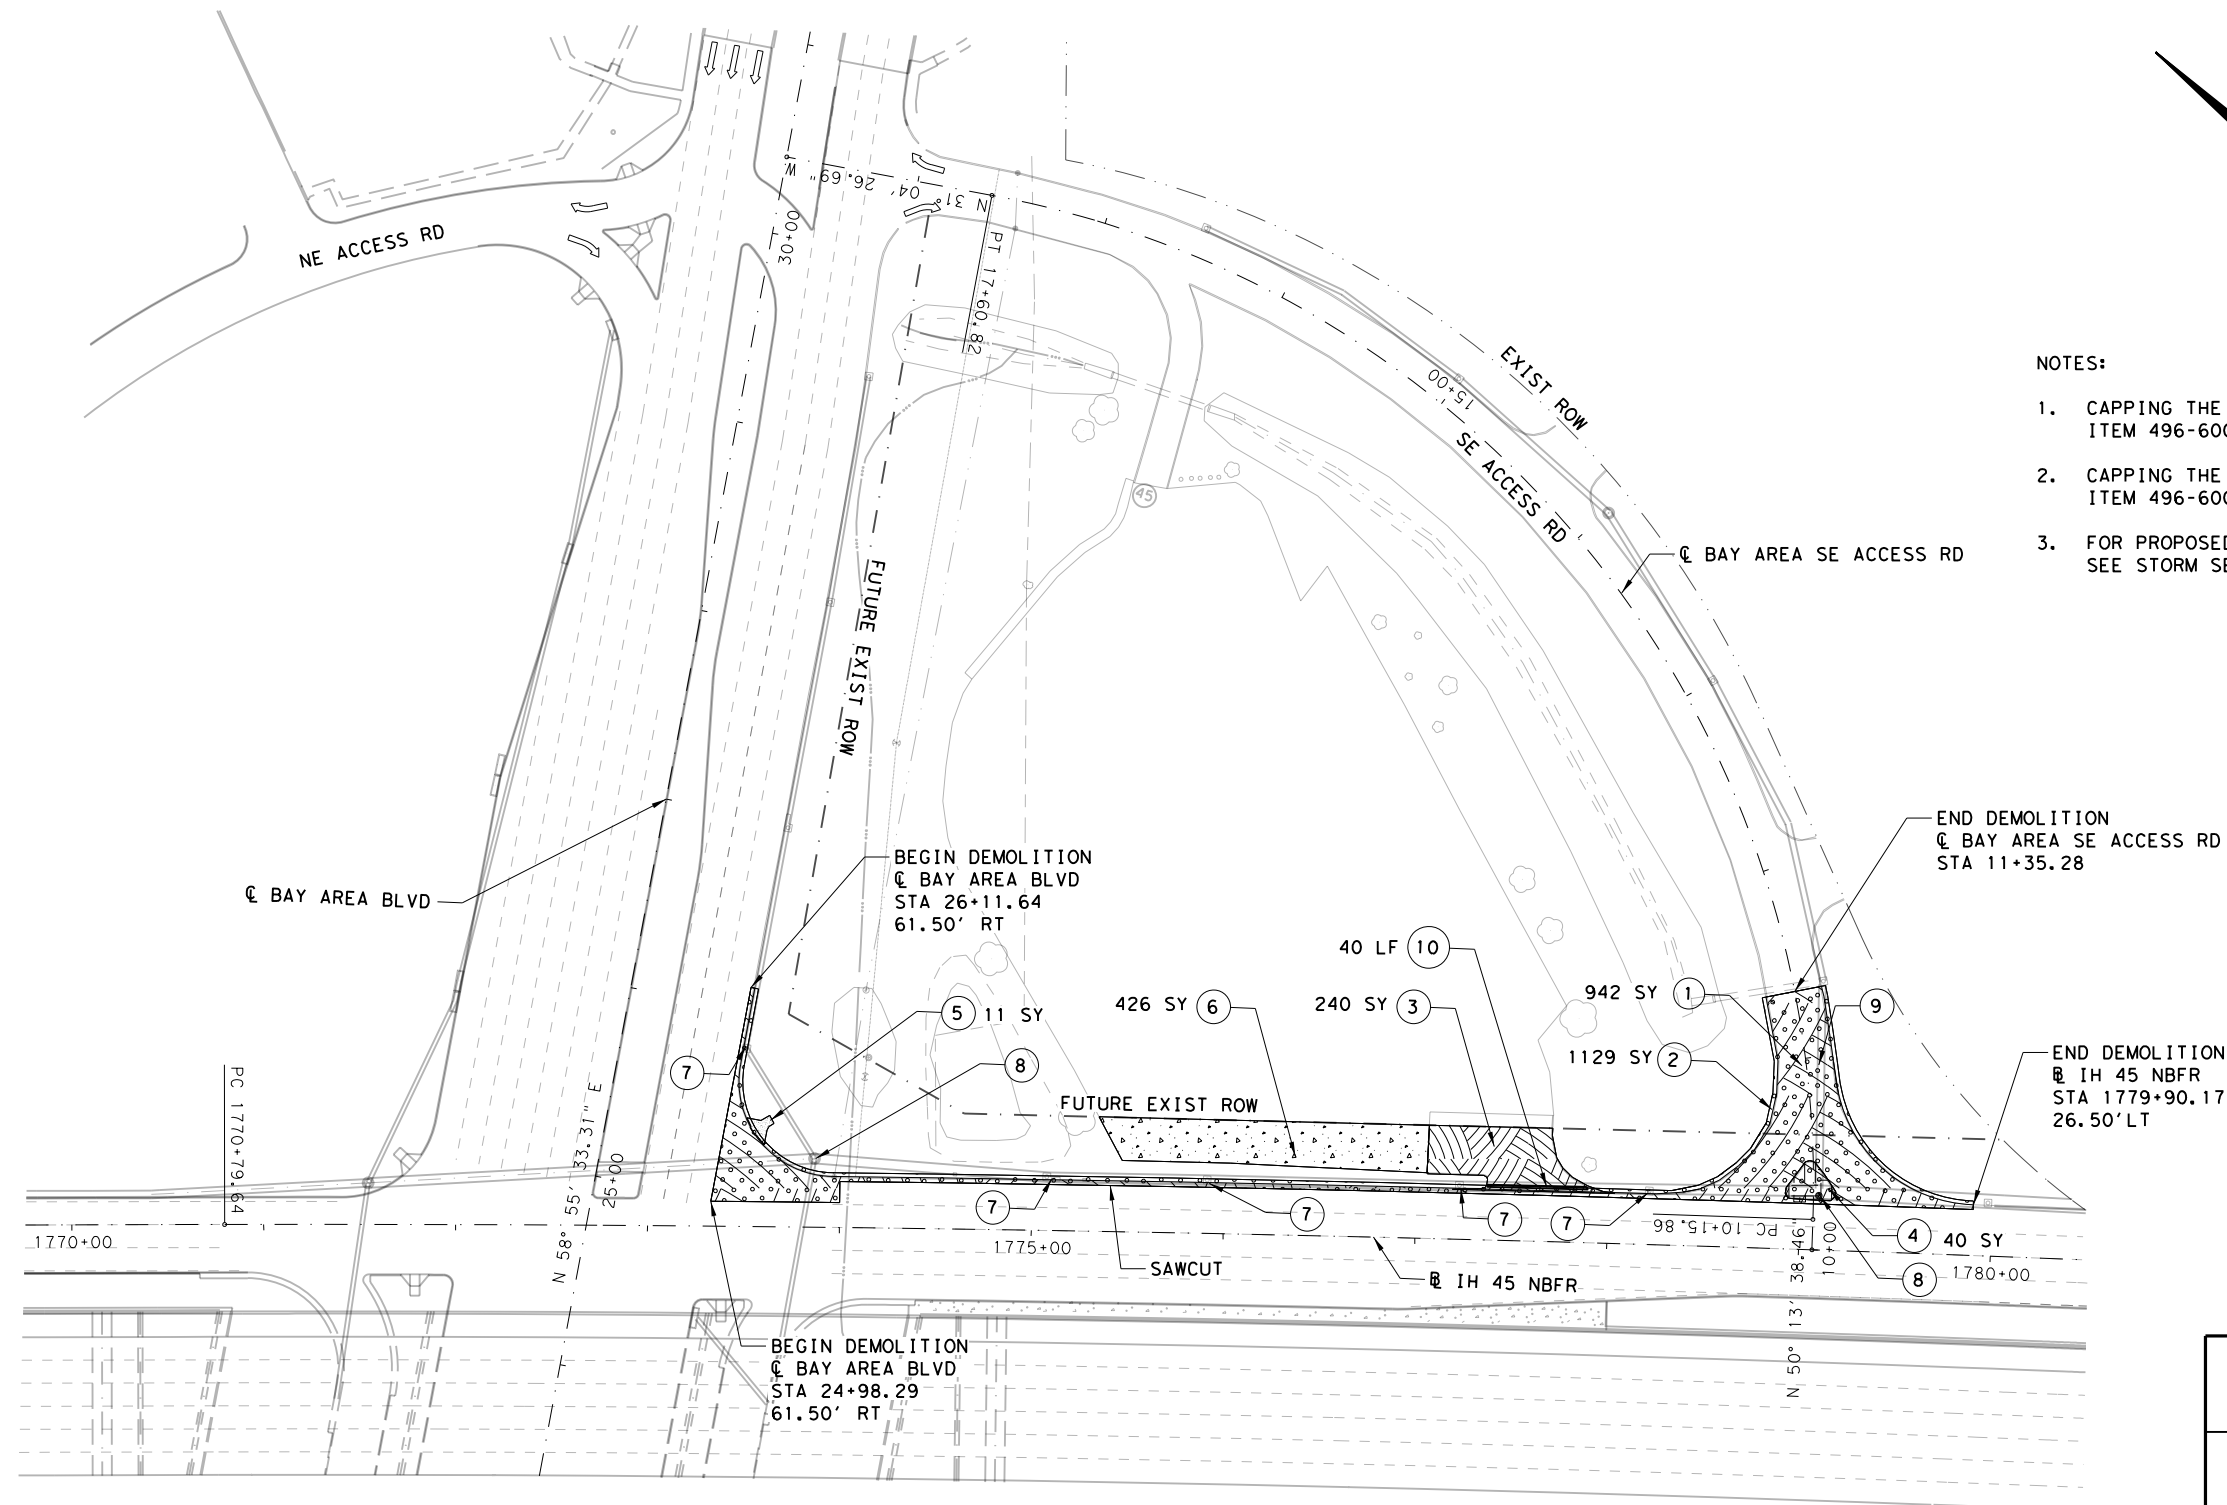 NE ACCESS RD
30+00
N 31° 04' 26.69" W
PT 17+60.82
EXIST ROW
15+00
SE ACCESS RD
45
FUTURE EXIST ROW
℄ BAY AREA SE ACCESS RD
NOTES:
1. CAPPING THE
ITEM 496-600
2. CAPPING THE
ITEM 496-600
3. FOR PROPOSED
SEE STORM SE
℄ BAY AREA BLVD
BEGIN DEMOLITION
℄ BAY AREA BLVD
STA 26+11.64
61.50' RT
END DEMOLITION
℄ BAY AREA SE ACCESS RD
STA 11+35.28
40 LF 10
426 SY 6
240 SY 3
942 SY 1
1129 SY 2
9
5 11 SY
8
7
END DEMOLITION
BL IH 45 NBFR
STA 1779+90.17
26.50'LT
FUTURE EXIST ROW
PC 1770+79.64
N 58° 55' 33.31" E
25+00
7
7
7
7
PC 10+15.86
N 50° 13' 38.46"
10+00
4 40 SY
8
1770+00
1775+00
1780+00
SAWCUT
BL IH 45 NBFR
BEGIN DEMOLITION
℄ BAY AREA BLVD
STA 24+98.29
61.50' RT